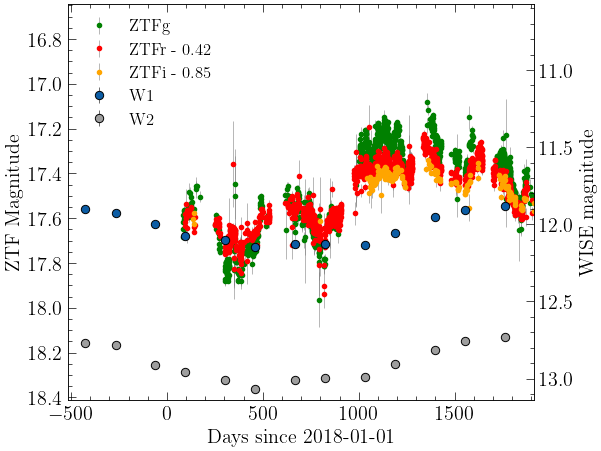 ZTFg
ZTFr - 0.42
ZTFi - 0.85
W1
W2
16.8
17.0
17.2
17.4
17.6
17.8
18.0
18.2
18.4
ZTF Magnitude
11.0
11.5
12.0
12.5
13.0
WISE magnitude
−500 0 500 1000 1500
Days since 2018-01-01